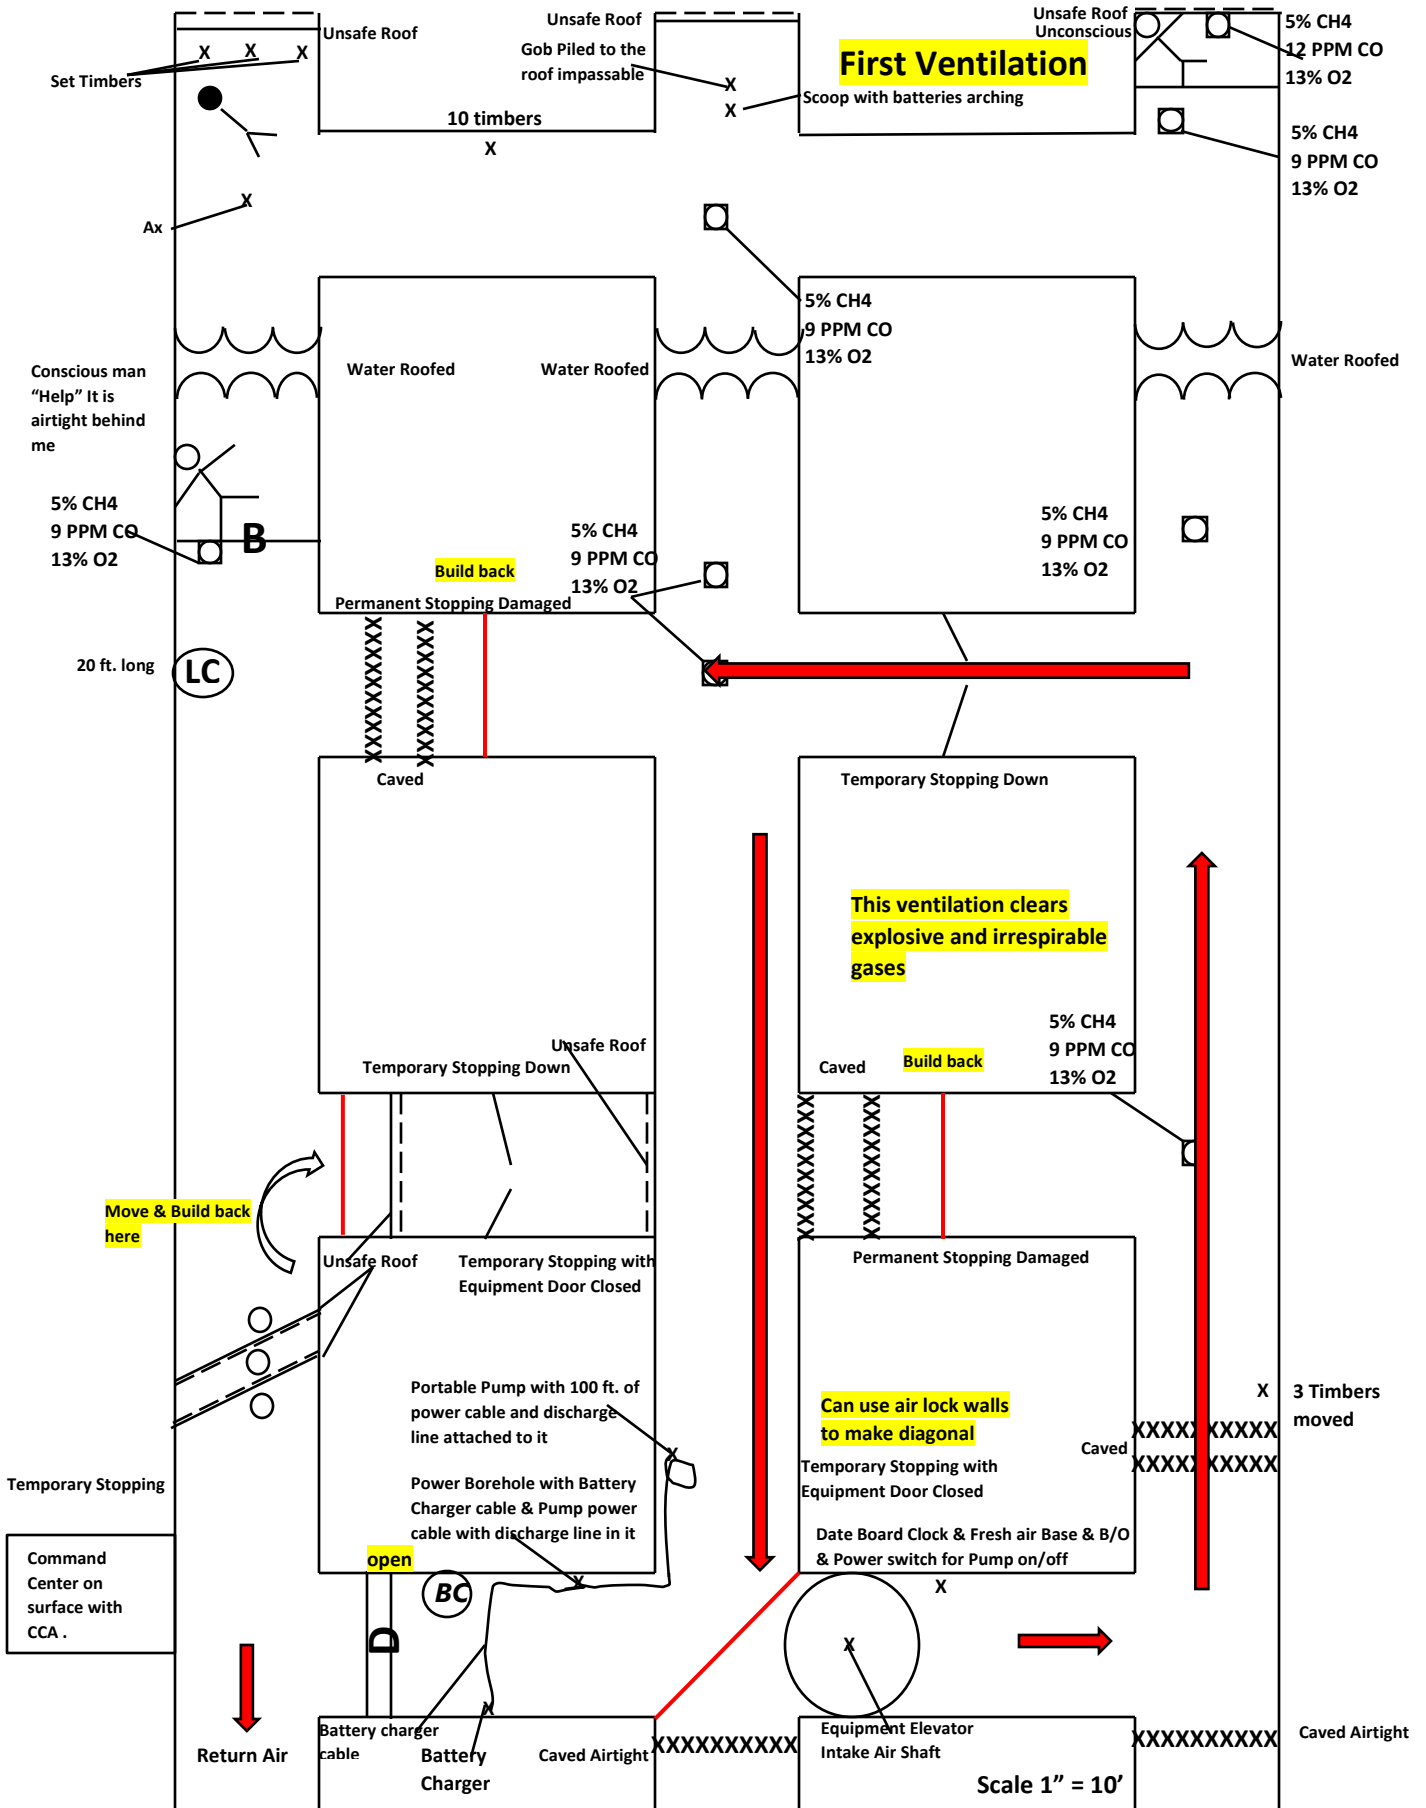 Unsafe Roof
Set Timbers
X X X
Unsafe Roof
Gob Piled to the
roof impassable
X
X
First Ventilation
Scoop with batteries arching
Unsafe Roof
Unconscious
5% CH4
12 PPM CO
13% O2
10 timbers
X
5% CH4
9 PPM CO
13% O2
X
Ax
5% CH4
9 PPM CO
13% O2
Water Roofed
Water Roofed
Water Roofed
Conscious man
“Help” It is
airtight behind
me
5% CH4
9 PPM CO
13% O2
B
5% CH4
9 PPM CO
13% O2
5% CH4
9 PPM CO
13% O2
Build back
Permanent Stopping Damaged
20 ft. long
LC
XXXXXXXXXXXX
XXXXXXXXXXXX
Caved
Temporary Stopping Down
This ventilation clears
explosive and irrespirable
gases
5% CH4
9 PPM CO
13% O2
Unsafe Roof
Temporary Stopping Down
Caved
Build back
XXXXXXXXXXXX
XXXXXXXXXXXX
Move & Build back
here
Unsafe Roof
Temporary Stopping with
Equipment Door Closed
Permanent Stopping Damaged
Portable Pump with 100 ft. of
power cable and discharge
line attached to it
X
Can use air lock walls
to make diagonal
X
3 Timbers
moved
XXXXXXXXXX
Caved
XXXXXXXXXX
Temporary Stopping
Power Borehole with Battery
Charger cable & Pump power
cable with discharge line in it
Temporary Stopping with
Equipment Door Closed
Command
Center on
surface with
CCA .
open
BC
X
Date Board Clock & Fresh air Base & B/O
& Power switch for Pump on/off
X
D
X
X
Return Air
Battery charger
cable
Battery
Charger
Caved Airtight
XXXXXXXXXX
Equipment Elevator
Intake Air Shaft
XXXXXXXXXX
Caved Airtight
Scale 1” = 10’